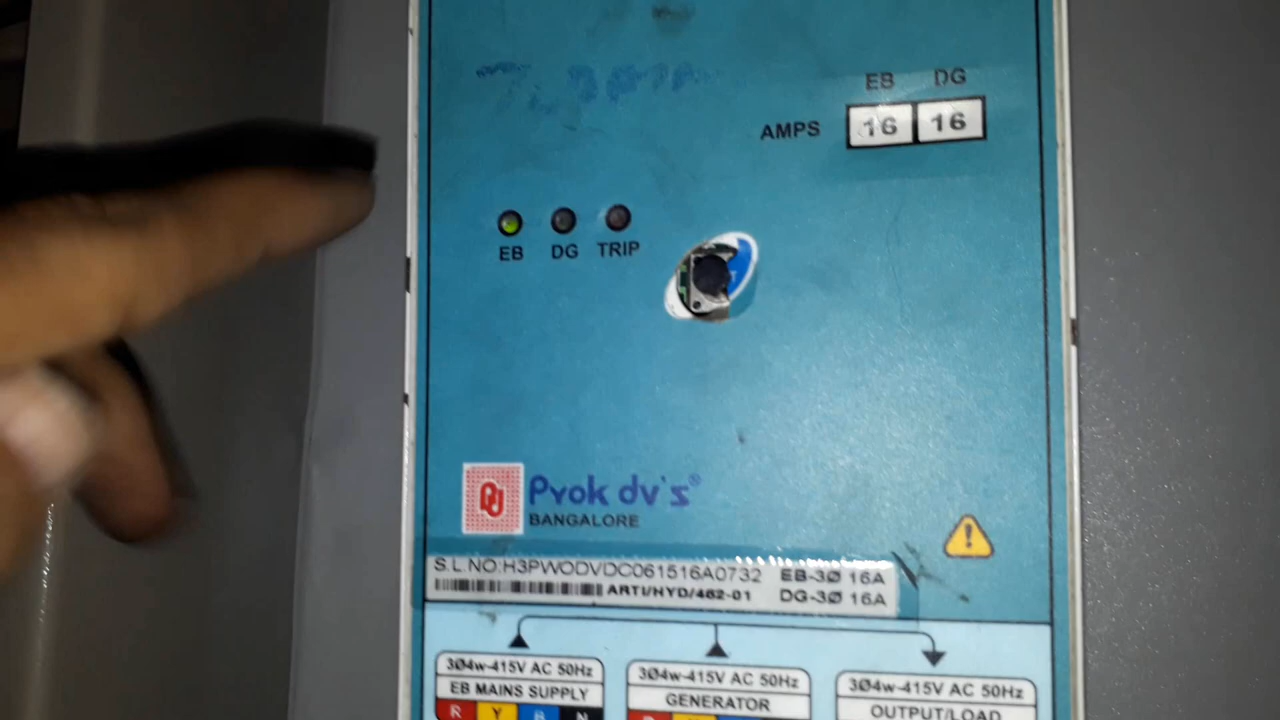 EB DG
AMPS 16 16
EB DG TRIP
Pyok dv's®
BANGALORE
S.L.NO:H3PWODVDC061516A0732 EB-3Ø 16A
ARTI/HYD/462-01 DG-3Ø 16A
3Ø4w-415V AC 50Hz
EB MAINS SUPPLY
R Y B N
3Ø4w-415V AC 50Hz
GENERATOR
3Ø4w-415V AC 50Hz
OUTPUT/LOAD